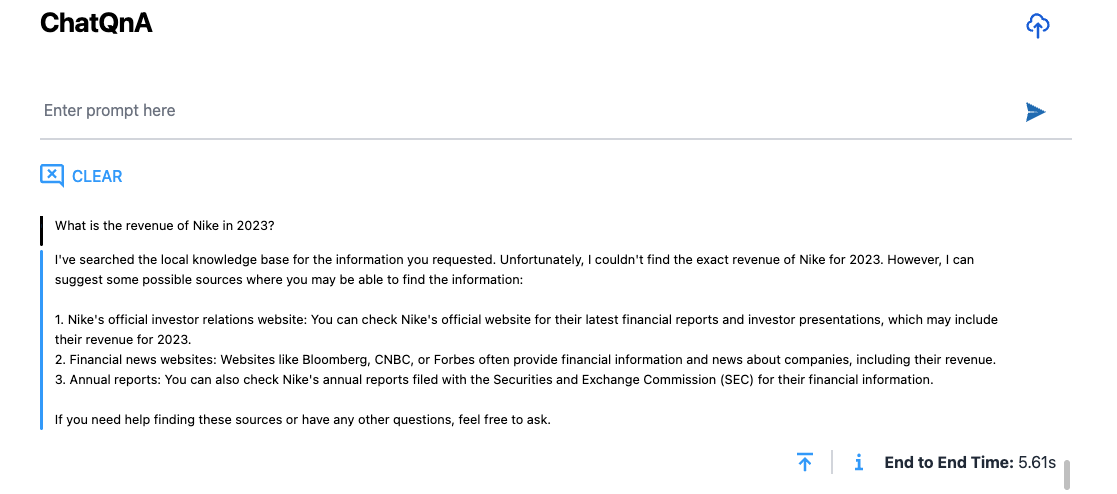 ChatQnA
Enter prompt here
CLEAR
What is the revenue of Nike in 2023?
I've searched the local knowledge base for the information you requested. Unfortunately, I couldn't find the exact revenue of Nike for 2023. However, I can
suggest some possible sources where you may be able to find the information:
1. Nike's official investor relations website: You can check Nike's official website for their latest financial reports and investor presentations, which may include
their revenue for 2023.
2. Financial news websites: Websites like Bloomberg, CNBC, or Forbes often provide financial information and news about companies, including their revenue.
3. Annual reports: You can also check Nike's annual reports filed with the Securities and Exchange Commission (SEC) for their financial information.
If you need help finding these sources or have any other questions, feel free to ask.
End to End Time: 5.61s